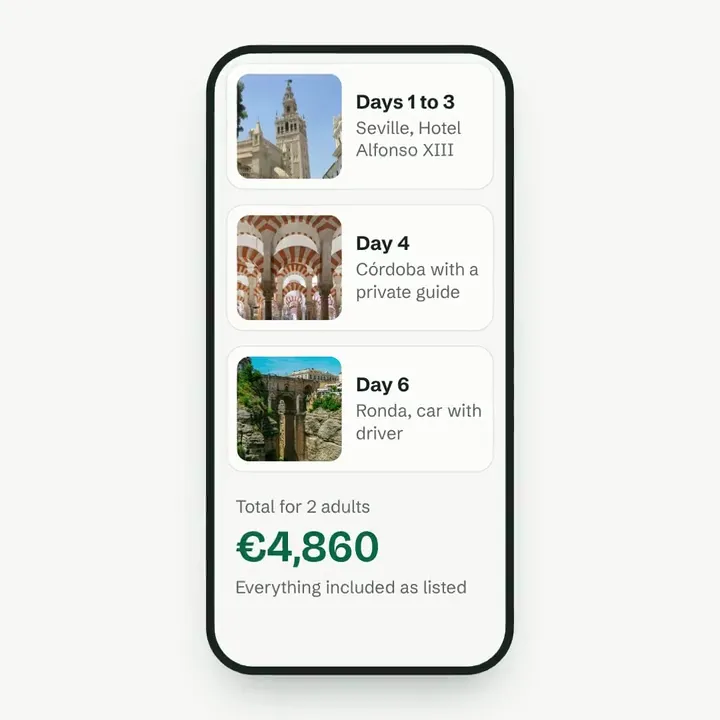 Days 1 to 3
Seville, Hotel
Alfonso XIII
Day 4
Córdoba with a
private guide
Day 6
Ronda, car with
driver
Total for 2 adults
€4,860
Everything included as listed